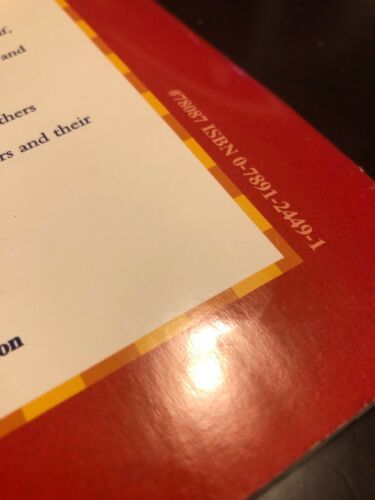 and
thers
rs and their
on
#78087 ISBN 0-7891-2449-1